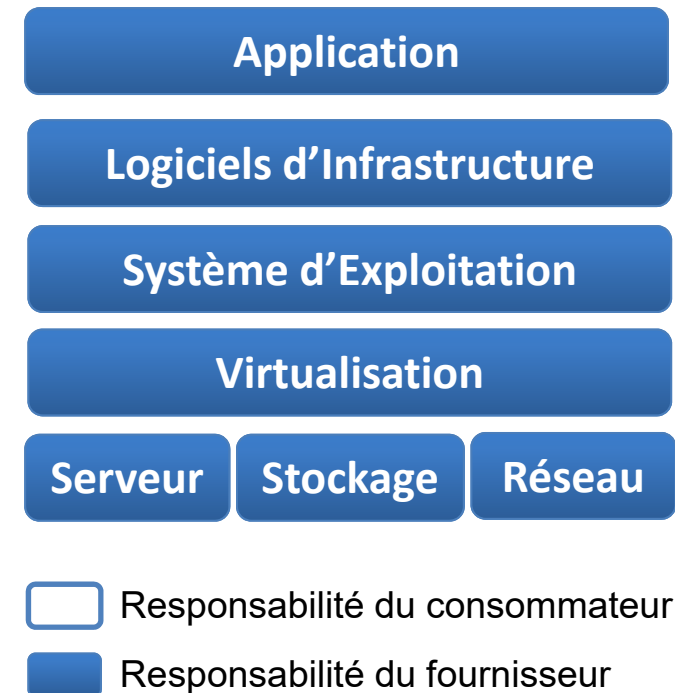 Application
Logiciels d’Infrastructure
Système d’Exploitation
Virtualisation
Serveur Stockage Réseau
Responsabilité du consommateur
Responsabilité du fournisseur